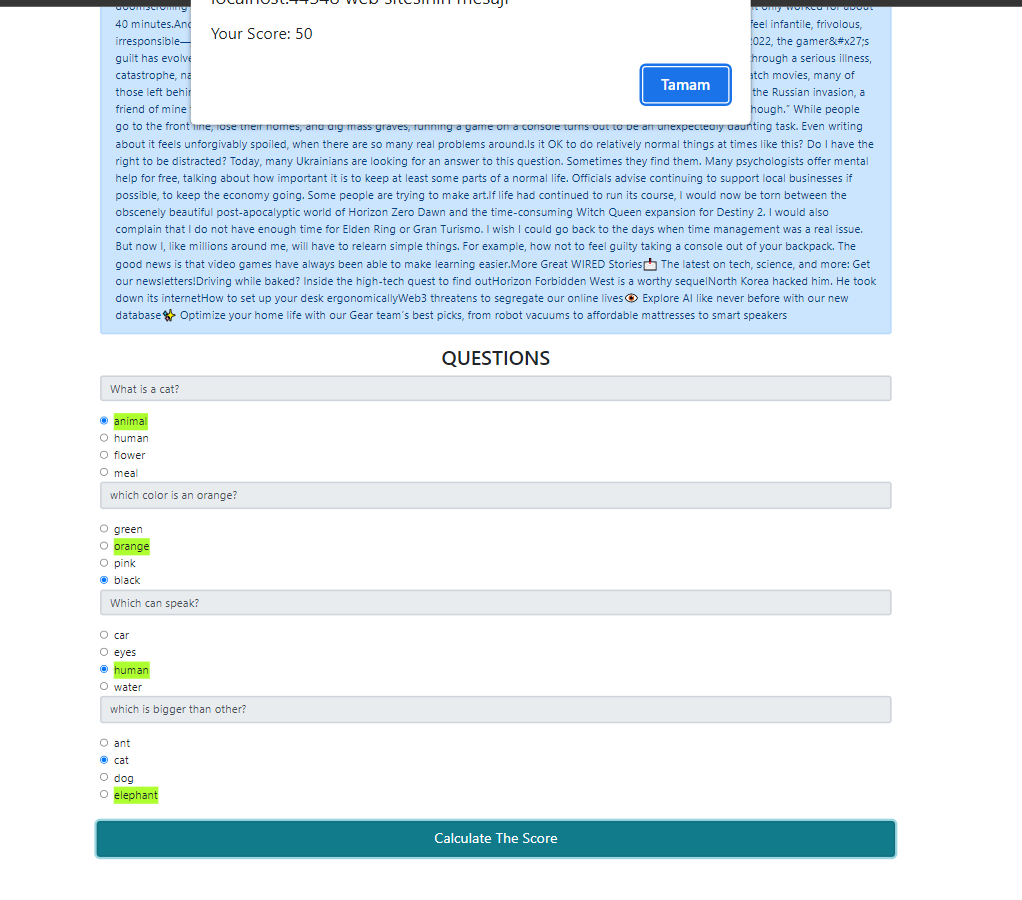 Your Score: 50
Tamam
40 minutes.And feel infantile, frivolous,
irresponsible— 2022, the gamer&#x27;s
guilt has evolve through a serious illness,
catastrophe, na watch movies, many of
those left behin the Russian invasion, a
friend of mine though." While people
go to the front line, lose their homes, and dig mass graves, running a game on a console turns out to be an unexpectedly daunting task. Even writing
about it feels unforgivably spoiled, when there are so many real problems around.Is it OK to do relatively normal things at times like this? Do I have the
right to be distracted? Today, many Ukrainians are looking for an answer to this question. Sometimes they find them. Many psychologists offer mental
help for free, talking about how important it is to keep at least some parts of a normal life. Officials advise continuing to support local businesses if
possible, to keep the economy going. Some people are trying to make art.If life had continued to run its course, I would now be torn between the
obscenely beautiful post-apocalyptic world of Horizon Zero Dawn and the time-consuming Witch Queen expansion for Destiny 2. I would also
complain that I do not have enough time for Elden Ring or Gran Turismo. I wish I could go back to the days when time management was a real issue.
But now I, like millions around me, will have to relearn simple things. For example, how not to feel guilty taking a console out of your backpack. The
good news is that video games have always been able to make learning easier.More Great WIRED Stories📩 The latest on tech, science, and more: Get
our newsletters!Driving while baked? Inside the high-tech quest to find outHorizon Forbidden West is a worthy sequelNorth Korea hacked him. He took
down its internetHow to set up your desk ergonomicallyWeb3 threatens to segregate our online lives👁️ Explore AI like never before with our new
database✨ Optimize your home life with our Gear team's best picks, from robot vacuums to affordable mattresses to smart speakers
QUESTIONS
What is a cat?
animal
human
flower
meal
which color is an orange?
green
orange
pink
black
Which can speak?
car
eyes
human
water
which is bigger than other?
ant
cat
dog
elephant
Calculate The Score